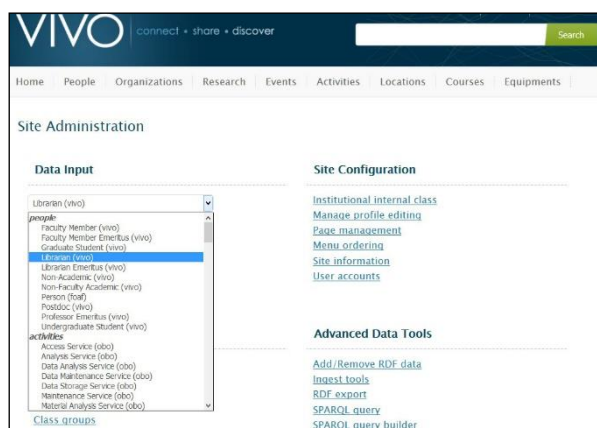 VIVO connect • share • discover
Search
Home People Organizations Research Events Activities Locations Courses Equipments
Site Administration
Data Input
Librarian (vivo)
people
Faculty Member (vivo)
Faculty Member Emeritus (vivo)
Graduate Student (vivo)
Librarian (vivo)
Librarian Emeritus (vivo)
Non-Academic (vivo)
Non-Faculty Academic (vivo)
Person (foaf)
Postdoc (vivo)
Professor Emeritus (vivo)
Undergraduate Student (vivo)
activities
Access Service (obo)
Analysis Service (obo)
Data Analysis Service (obo)
Data Maintenance Service (obo)
Data Storage Service (obo)
Maintenance Service (obo)
Material Analysis Service (obo)
Class groups
Site Configuration
Institutional internal class
Manage profile editing
Page management
Menu ordering
Site information
User accounts
Advanced Data Tools
Add/Remove RDF data
Ingest tools
RDF export
SPARQL query
SPARQL query builder